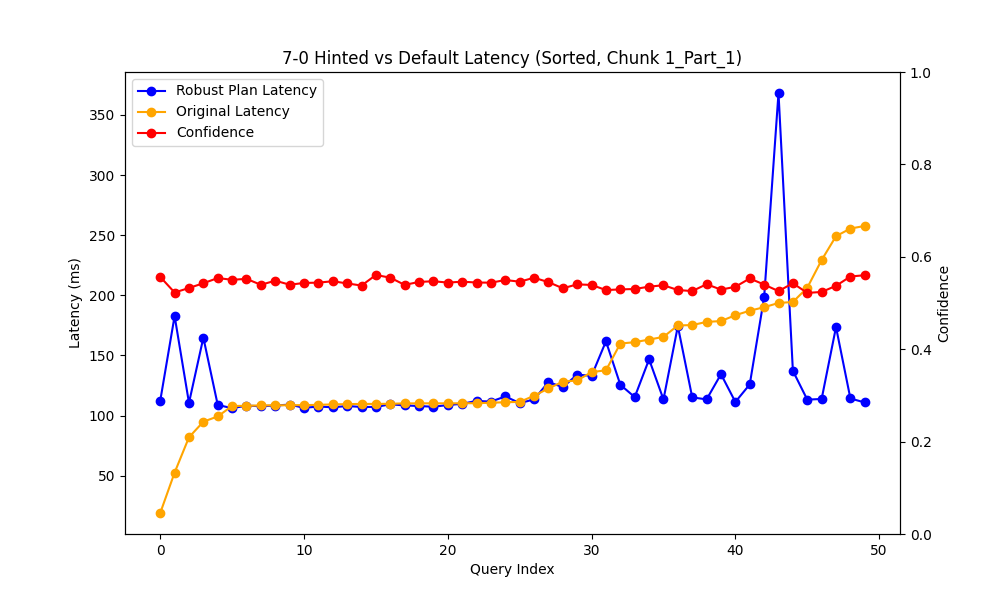 7-0 Hinted vs Default Latency (Sorted, Chunk 1_Part_1)
Robust Plan Latency
Original Latency
Confidence
Latency (ms)
350
300
250
200
150
100
50
1.0
0.8
0.6
0.4
0.2
0.0
Confidence
0 10 20 30 40 50
Query Index